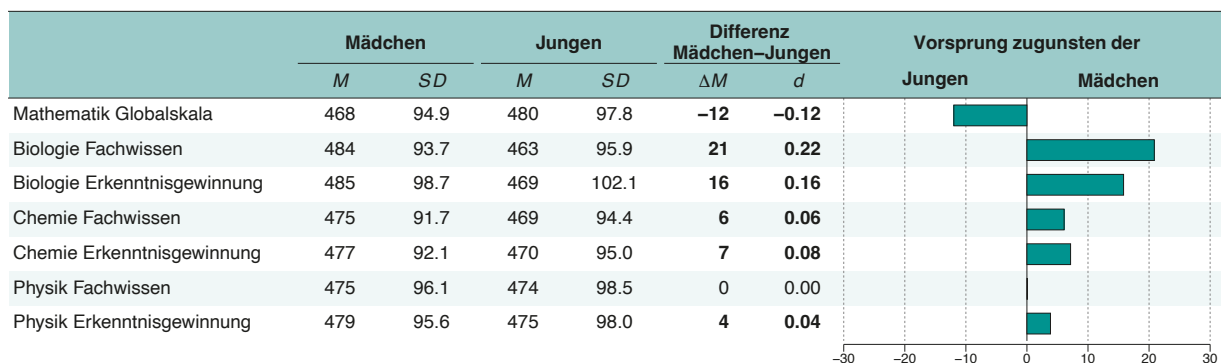 Mädchen Jungen Differenz Mädchen–Jungen Vorsprung zugunsten der
M SD M SD ΔM d Jungen Mädchen
Mathematik Globalskala 468 94.9 480 97.8 –12 –0.12
Biologie Fachwissen 484 93.7 463 95.9 21 0.22
Biologie Erkenntnisgewinnung 485 98.7 469 102.1 16 0.16
Chemie Fachwissen 475 91.7 469 94.4 6 0.06
Chemie Erkenntnisgewinnung 477 92.1 470 95.0 7 0.08
Physik Fachwissen 475 96.1 474 98.5 0 0.00
Physik Erkenntnisgewinnung 479 95.6 475 98.0 4 0.04
–30 –20 –10 0 10 20 30